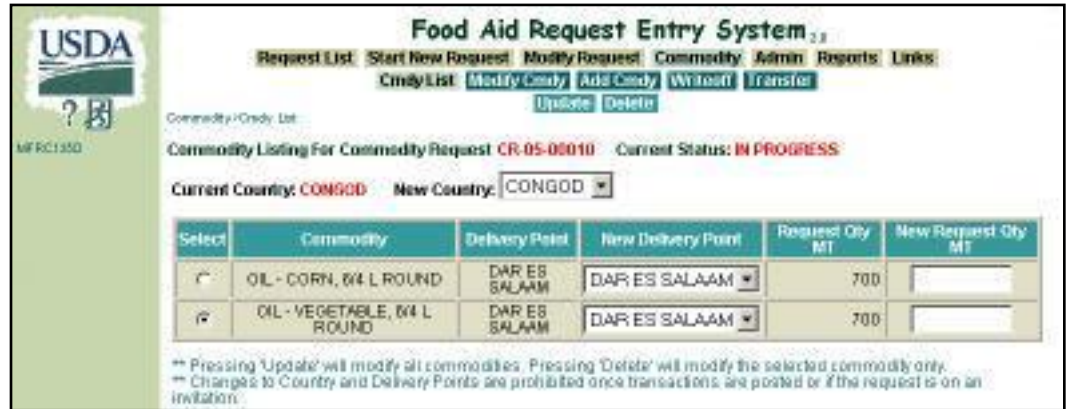 USDA
Food Aid Request Entry System 2.0
Request List Start New Request Modify Request Commodity Admin Reports Links
Cmdy List Modify Cmdy Add Cmdy Writeoff Transfer
Update Delete
?
Commodity>Cmdy List
MFRC135D
Commodity Listing For Commodity Request CR-05-00010 Current Status: IN PROGRESS
Current Country: CONGOD New Country: CONGOD
Select Commodity Delivery Point New Delivery Point Request Qty MT New Request Qty MT
OIL - CORN, 6/4 L ROUND DAR ES SALAAM DAR ES SALAAM 700
OIL - VEGETABLE, 6/4 L ROUND DAR ES SALAAM DAR ES SALAAM 700
** Pressing 'Update' will modify all commodities. Pressing 'Delete' will modify the selected commodity only.
** Changes to Country and Delivery Points are prohibited once transactions are posted or if the request is on an
invitation.